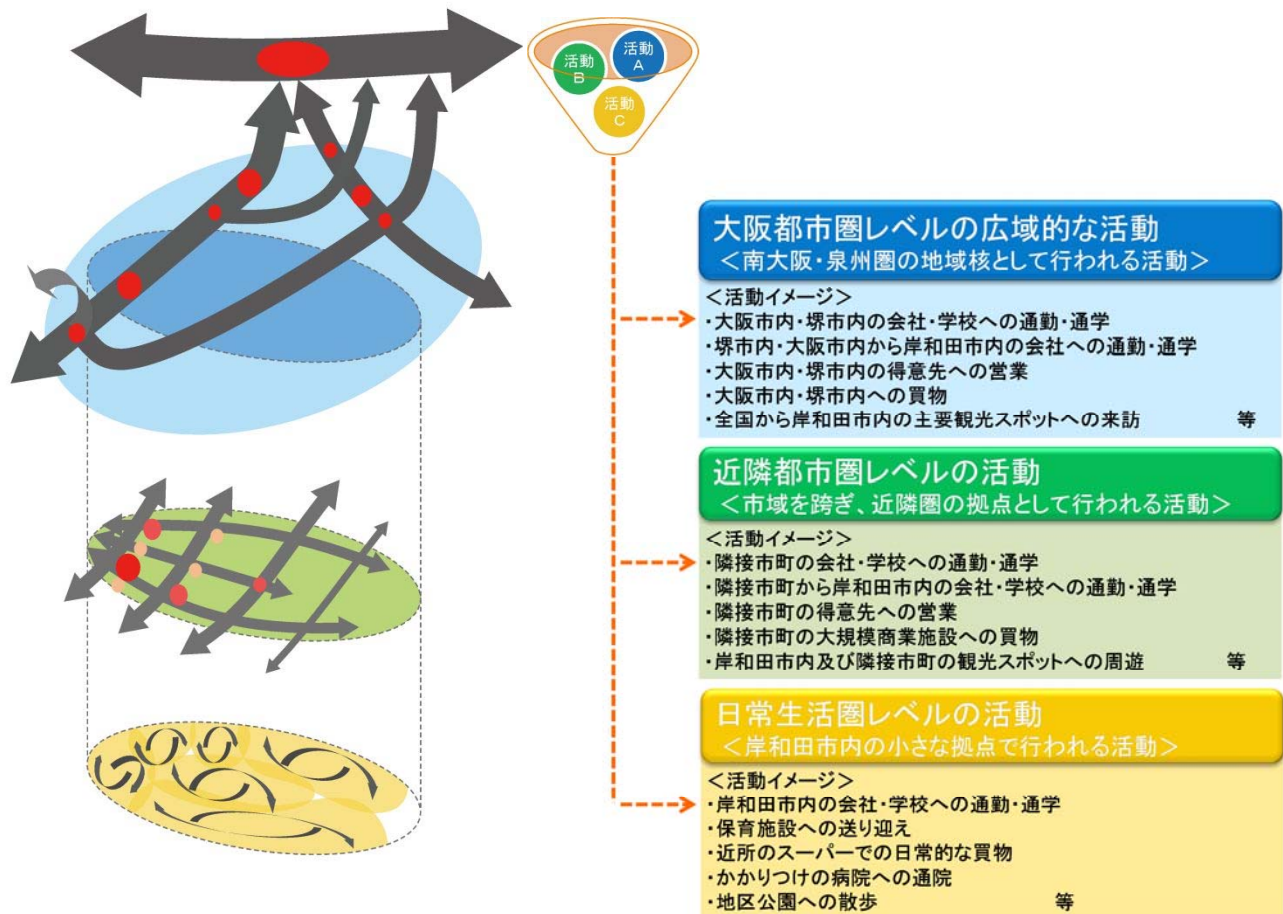 活動
B
活動
A
活動
C
大阪都市圏レベルの広域的な活動
＜南大阪・泉州圏の地域核として行われる活動＞
＜活動イメージ＞
・大阪市内・堺市内の会社・学校への通勤・通学
・堺市内・大阪市内から岸和田市内の会社への通勤・通学
・大阪市内・堺市内の得意先への営業
・大阪市内・堺市内への買物
・全国から岸和田市内の主要観光スポットへの来訪　等
近隣都市圏レベルの活動
＜市域を跨ぎ、近隣圏の拠点として行われる活動＞
＜活動イメージ＞
・隣接市町の会社・学校への通勤・通学
・隣接市町から岸和田市内の会社・学校への通勤・通学
・隣接市町の得意先への営業
・隣接市町の大規模商業施設への買物
・岸和田市内及び隣接市町の観光スポットへの周遊　等
日常生活圏レベルの活動
＜岸和田市内の小さな拠点で行われる活動＞
＜活動イメージ＞
・岸和田市内の会社・学校への通勤・通学
・保育施設への送り迎え
・近所のスーパーでの日常的な買物
・かかりつけの病院への通院
・地区公園への散歩　等